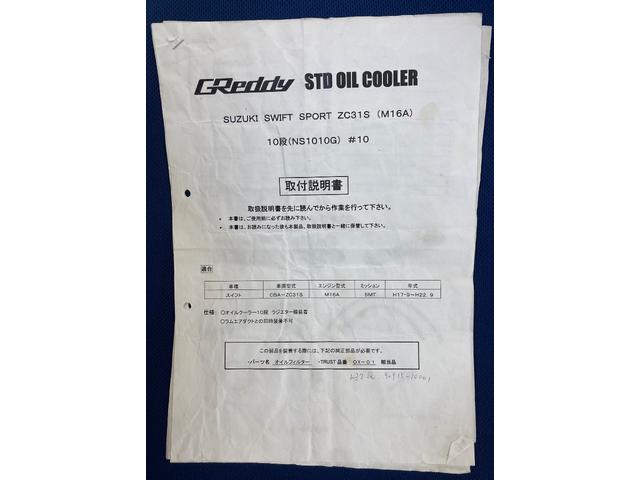 GReddy STD OIL COOLER
SUZUKI SWIFT SPORT ZC31S (M16A)
10段(NS1010G) #10
取付説明書
取扱説明書を先に読んでから作業を行って下さい。
• 本書は、ご使用前に必ずお読み下さい。
• 本書は、お読みになった後も本製品、取扱説明書と一緒に保管して下さい。
適合
車種 車両型式 エンジン型式 ミッション 年式
スイフト CBA-ZC31S M16A 5MT H17・9~H22.9
仕様: ○オイルクーラー10段 ラジエター横装着
○ラムエアダクトとの同時装着不可
この製品を装着する際には、下記の純正部品が必要です。
・パーツ名 オイルフィルター ・TRUST品番 OX-01 相当品
90915-10001